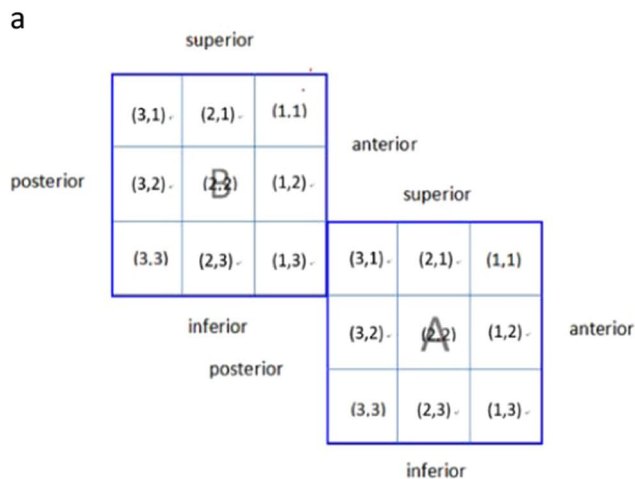 a
superior
(3,1) (2,1) (1,1)
anterior
posterior
(3,2) (2,2) B (1,2)
superior
(3,3) (2,3) (1,3)
(3,1) (2,1) (1,1)
inferior
(3,2) (2,2) A (1,2)
anterior
posterior
(3,3) (2,3) (1,3)
inferior